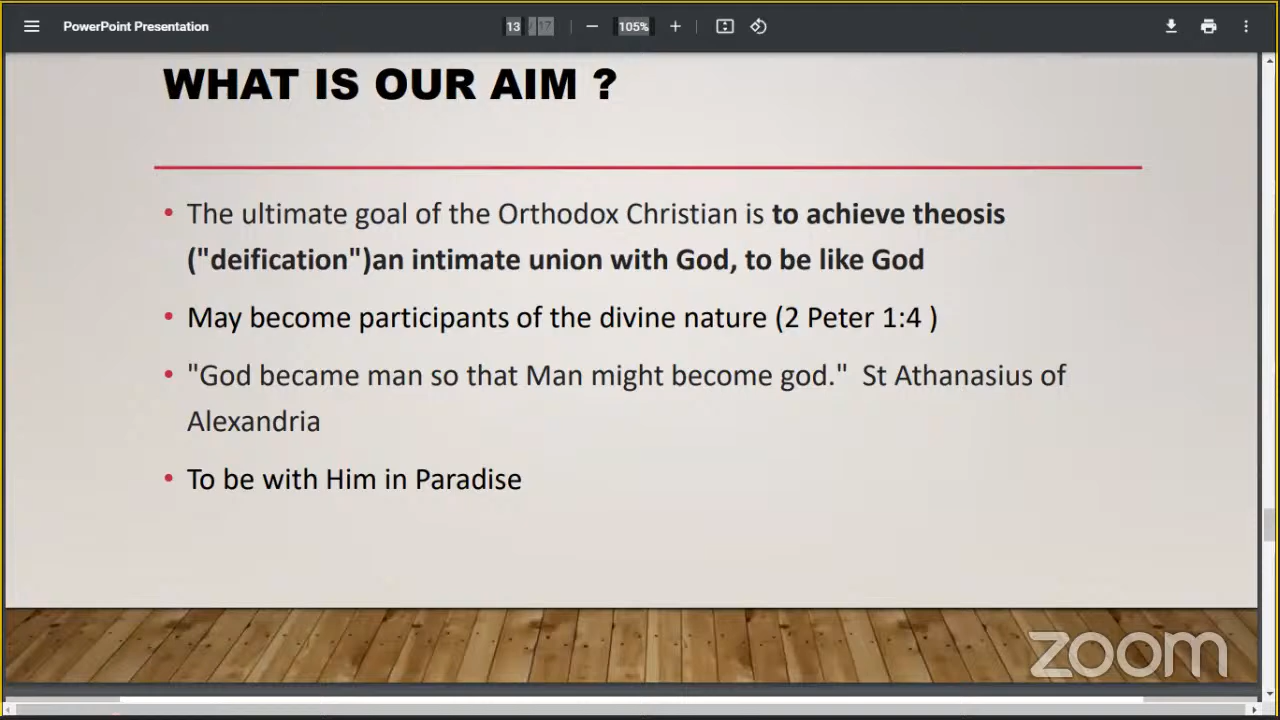 PowerPoint Presentation
13 / 17
105%
WHAT IS OUR AIM ?
• The ultimate goal of the Orthodox Christian is to achieve theosis
("deification")an intimate union with God, to be like God
• May become participants of the divine nature (2 Peter 1:4 )
• "God became man so that Man might become god."  St Athanasius of
Alexandria
• To be with Him in Paradise
zoom